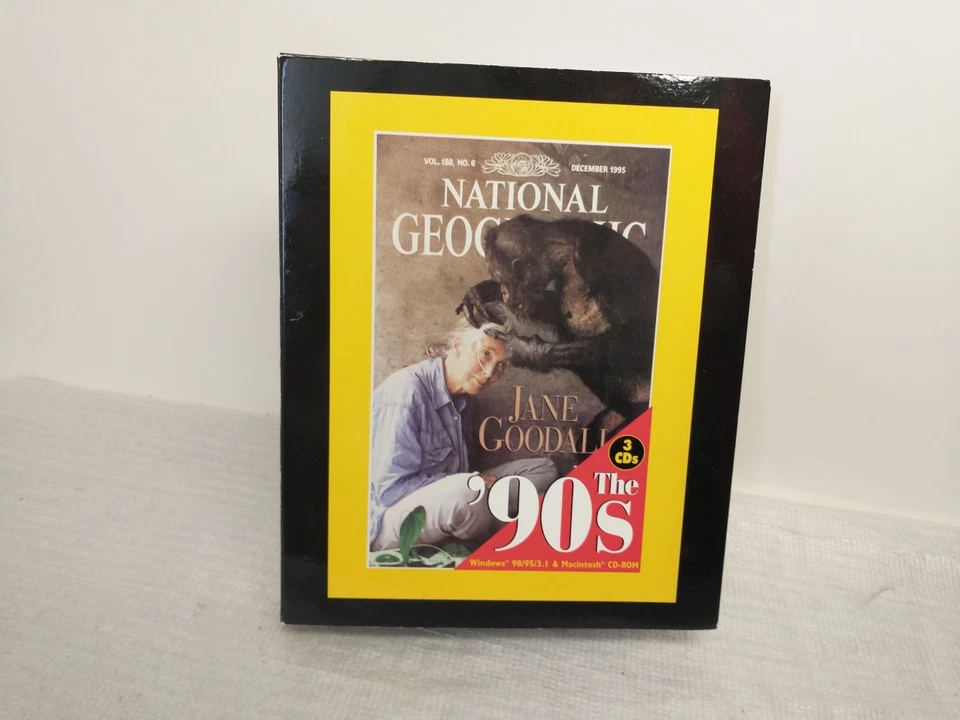 VOL. 188, NO. 6
DECEMBER 1995
NATIONAL
GEOGRAPHIC
JANE
GOODALL
3
CDs
The
'90s
Windows® 98/95/3.1 & Macintosh® CD-ROM